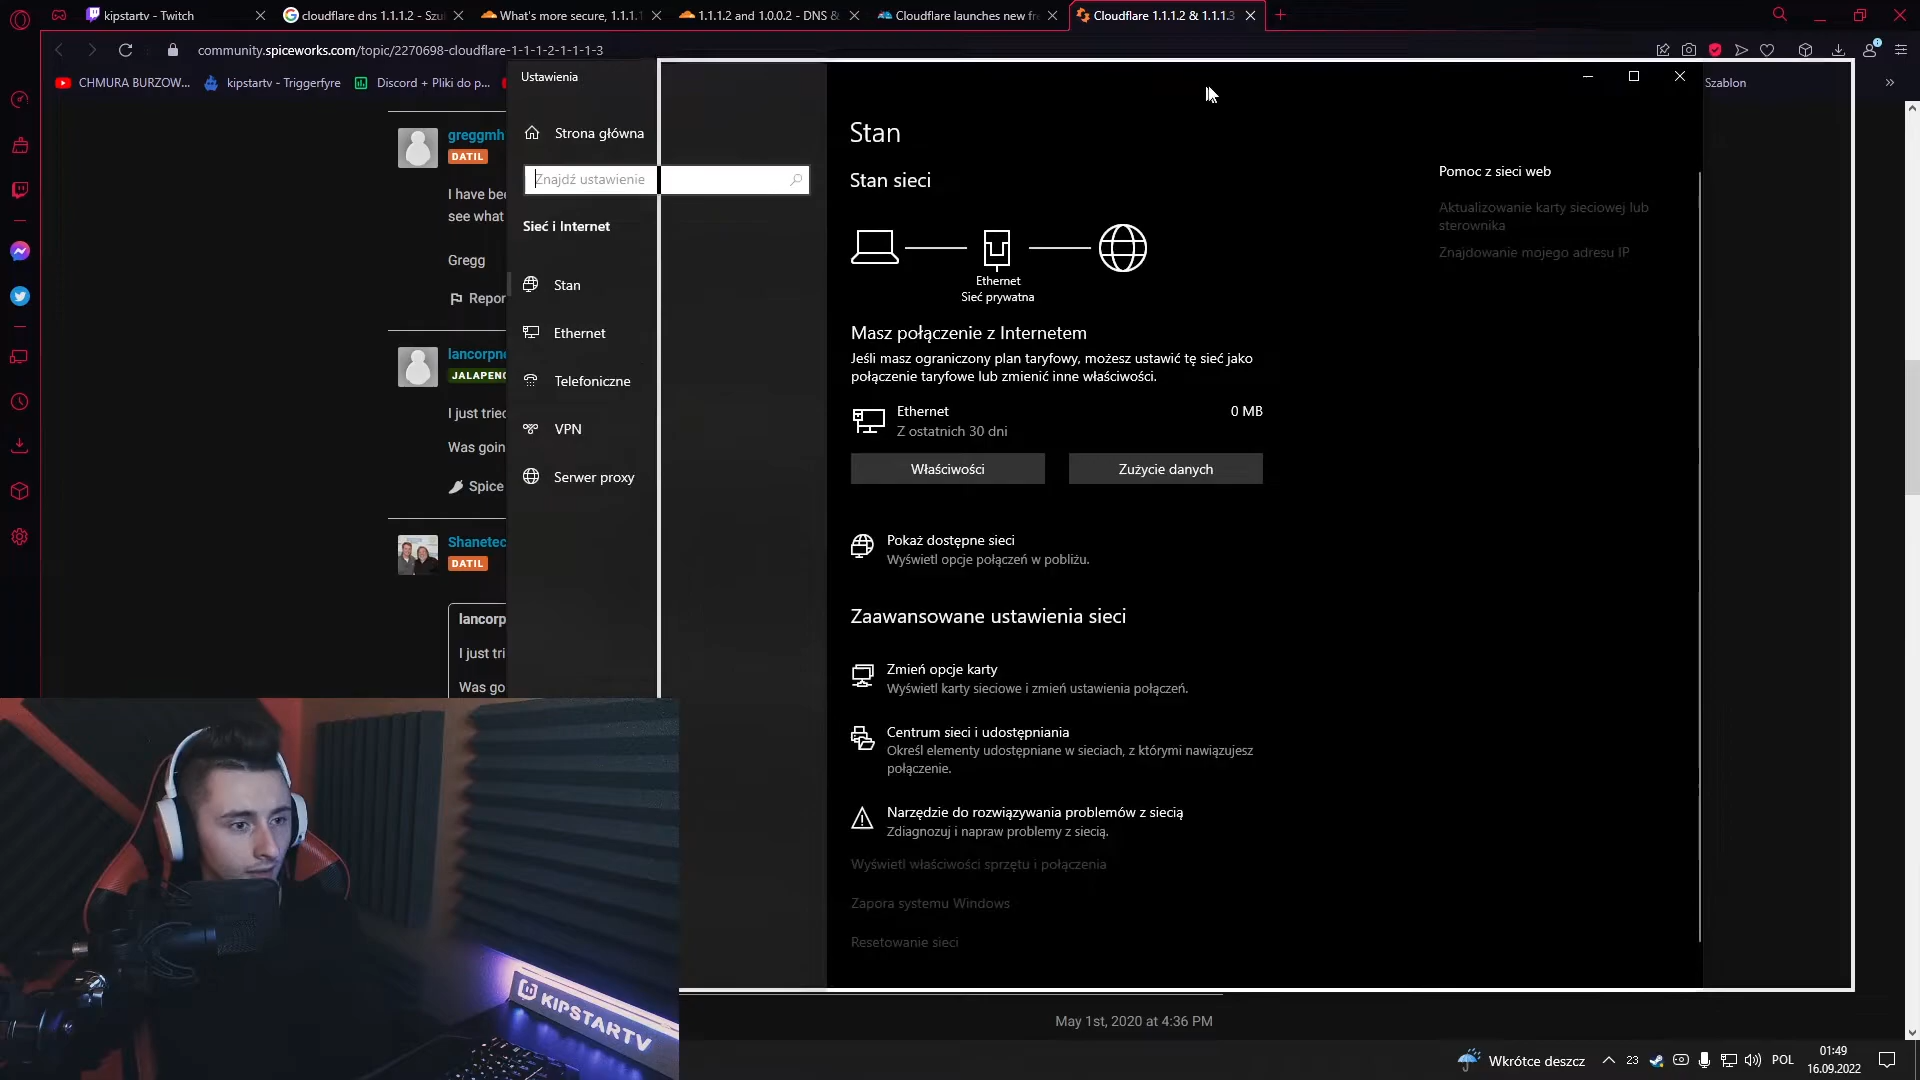 kipstartv - Twitch
cloudflare dns 1.1.1.2 - Szu
What's more secure, 1.1.1.1
1.1.1.2 and 1.0.0.2 - DNS &
Cloudflare launches new fr
Cloudflare 1.1.1.2 & 1.1.1.3
community.spiceworks.com/topic/2270698-cloudflare-1-1-1-2-1-1-1-3
CHMURA BURZOW...
kipstartv - Triggerfyre
Discord + Pliki do p...
Szablon
Ustawienia
Strona główna
Znajdź ustawienie
Sieć i Internet
Stan
Ethernet
Telefoniczne
VPN
Serwer proxy
greggmh
DATIL
I have bee
see what
Gregg
Repor
JALAPENO
I just tried
Was goin
Spice
Shanetec
DATIL
I just tri
Was go
Stan
Stan sieci
Ethernet
Sieć prywatna
Masz połączenie z Internetem
Jeśli masz ograniczony plan taryfowy, możesz ustawić tę sieć jako
połączenie taryfowe lub zmienić inne właściwości.
Ethernet
0 MB
Z ostatnich 30 dni
Właściwości
Zużycie danych
Pokaż dostępne sieci
Wyświetl opcje połączeń w pobliżu.
Zaawansowane ustawienia sieci
Zmień opcje karty
Wyświetl karty sieciowe i zmień ustawienia połączeń.
Centrum sieci i udostępniania
Określ elementy udostępniane w sieciach, z którymi nawiązujesz
połączenie.
Narzędzie do rozwiązywania problemów z siecią
Zdiagnozuj i napraw problemy z siecią.
Wyświetl właściwości sprzętu i połączenia
Zapora systemu Windows
Resetowanie sieci
Pomoc z sieci web
Aktualizowanie karty sieciowej lub
sterownika
Znajdowanie mojego adresu IP
KIPSTARTV
May 1st, 2020 at 4:36 PM
Wkrótce deszcz
23
POL
01:49
16.09.2022